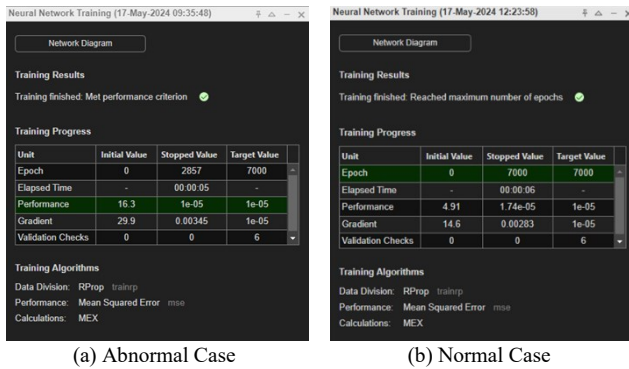 Neural Network Training (17-May-2024 09:35:48)
Network Diagram
Training Results
Training finished: Met performance criterion
Training Progress
Unit Initial Value Stopped Value Target Value
Epoch 0 2857 7000
Elapsed Time - 00:00:05 -
Performance 16.3 1e-05 1e-05
Gradient 29.9 0.00345 1e-05
Validation Checks 0 0 6
Training Algorithms
Data Division: RProp trainrp
Performance: Mean Squared Error mse
Calculations: MEX
(a) Abnormal Case
Neural Network Training (17-May-2024 12:23:58)
Network Diagram
Training Results
Training finished: Reached maximum number of epochs
Training Progress
Unit Initial Value Stopped Value Target Value
Epoch 0 7000 7000
Elapsed Time - 00:00:06 -
Performance 4.91 1.74e-05 1e-05
Gradient 14.6 0.00283 1e-05
Validation Checks 0 0 6
Training Algorithms
Data Division: RProp trainrp
Performance: Mean Squared Error mse
Calculations: MEX
(b) Normal Case